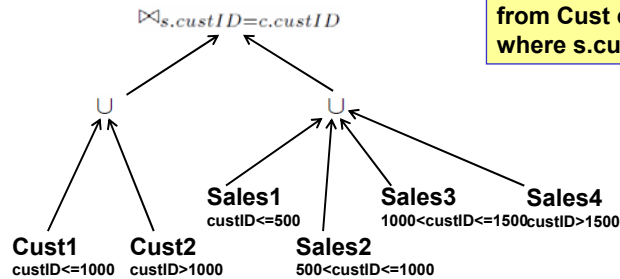 ⋈s.custID=c.custID
from Cust
where s.cu
∪ ∪
Sales1 Sales3 Sales4
custID<=500 1000<custID<=1500 custID>1500
Cust1 Cust2 Sales2
custID<=1000 custID>1000 500<custID<=1000